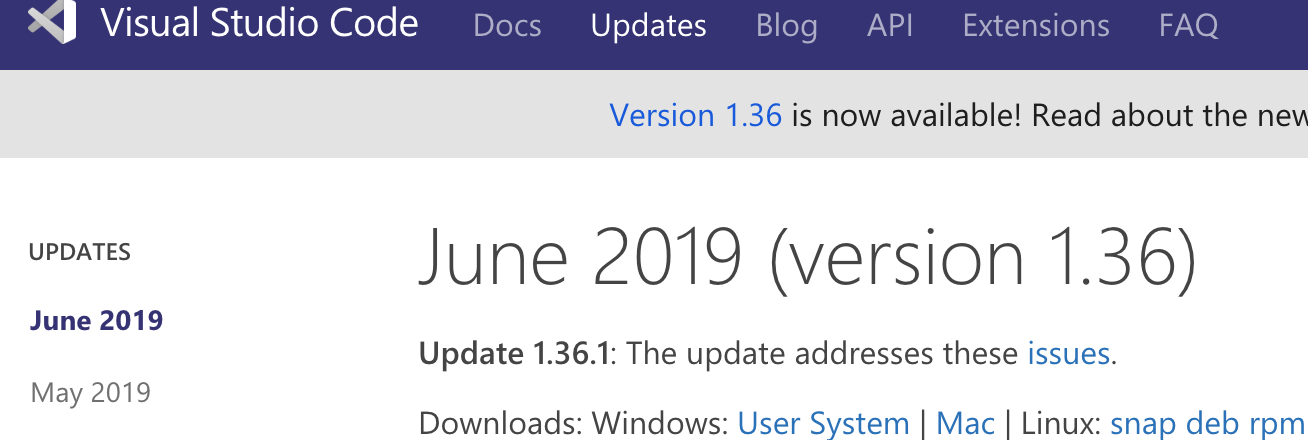 Visual Studio Code Docs Updates Blog API Extensions FAQ
Version 1.36 is now available! Read about the new
UPDATES
June 2019
May 2019
June 2019 (version 1.36)
Update 1.36.1: The update addresses these issues.
Downloads: Windows: User System | Mac | Linux: snap deb rpm